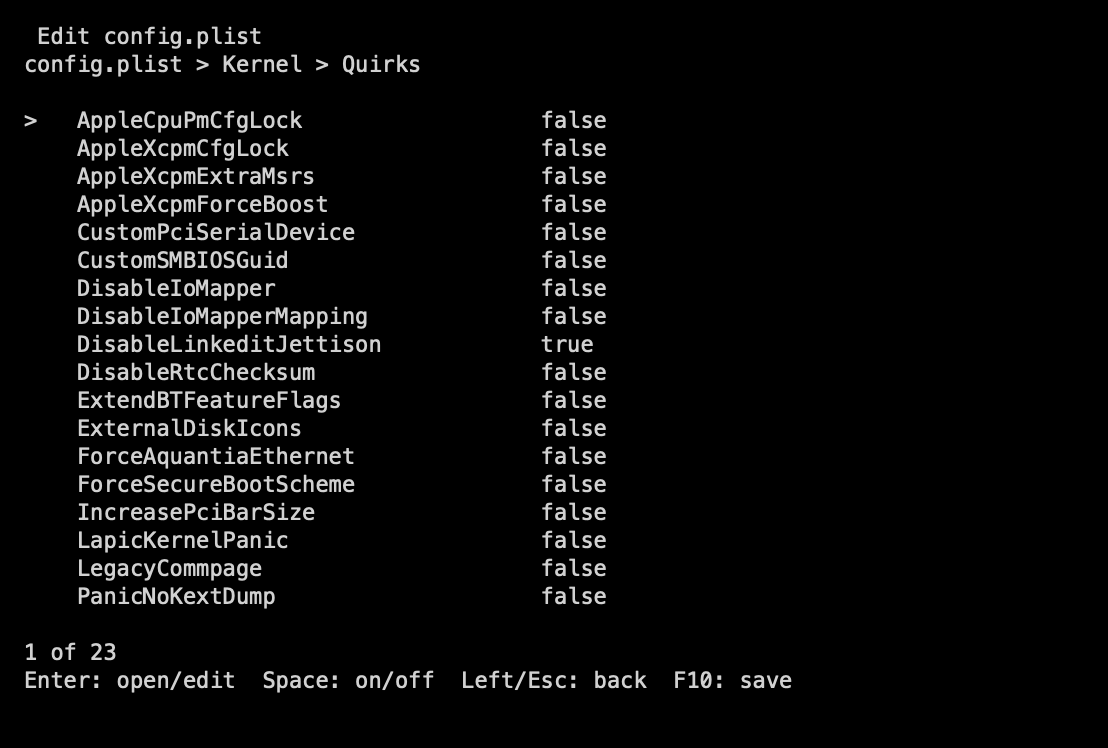 Edit config.plist
config.plist > Kernel > Quirks
> AppleCpuPmCfgLock false
AppleXcpmCfgLock false
AppleXcpmExtraMsrs false
AppleXcpmForceBoost false
CustomPciSerialDevice false
CustomSMBIOSGuid false
DisableIoMapper false
DisableIoMapperMapping false
DisableLinkeditJettison true
DisableRtcChecksum false
ExtendBTFeatureFlags false
ExternalDiskIcons false
ForceAquantiaEthernet false
ForceSecureBootScheme false
IncreasePciBarSize false
LapicKernelPanic false
LegacyCommpage false
PanicNoKextDump false
1 of 23
Enter: open/edit  Space: on/off  Left/Esc: back  F10: save